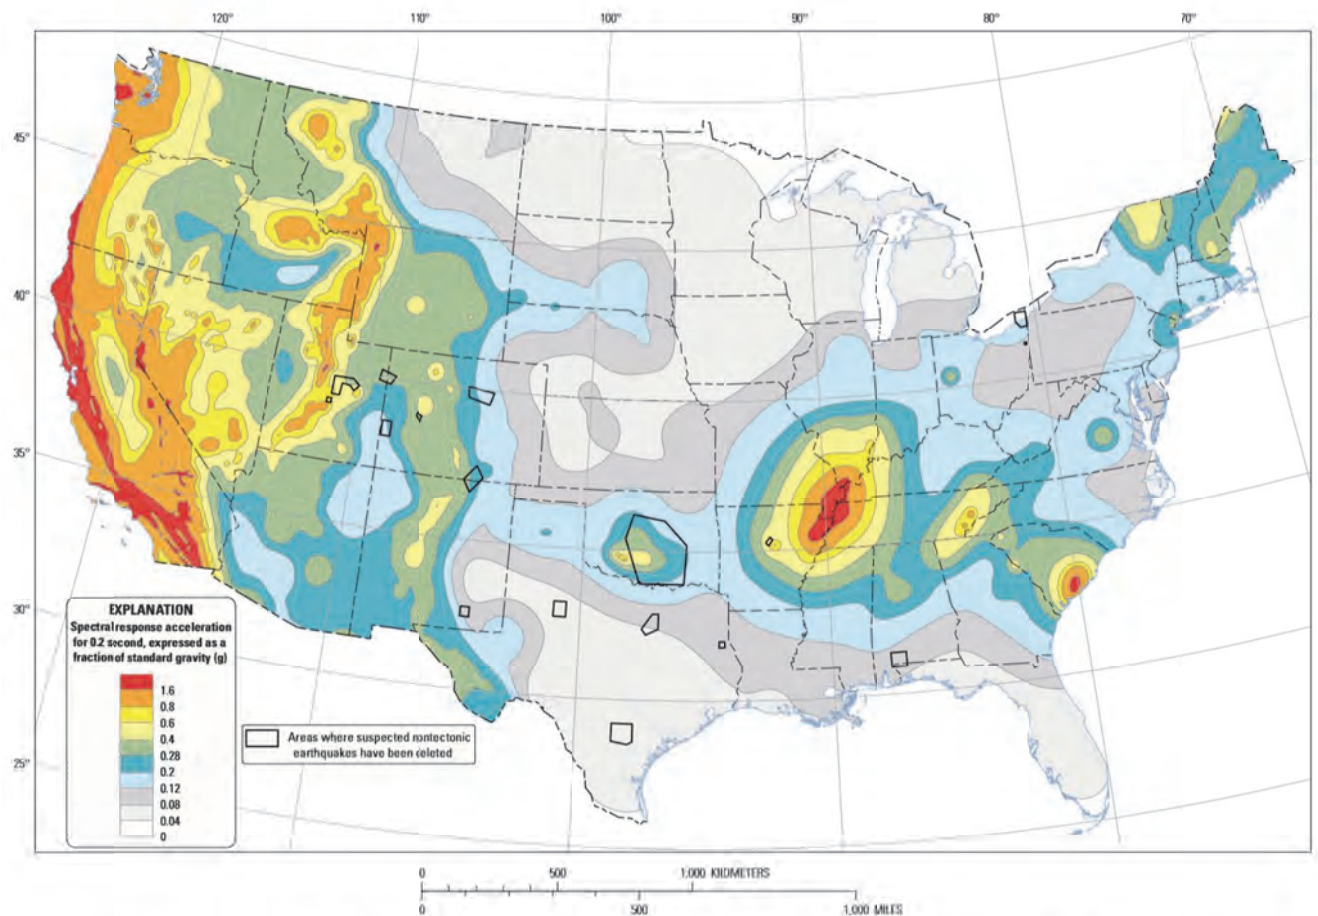 120° 110° 100° 90° 80° 70°
45°
40°
35°
30°
25°
EXPLANATION
Spectral response acceleration
for 0.2 second, expressed as a
fraction of standard gravity (g)
1.6
0.8
0.6
0.4
0.28
0.2
0.12
0.08
0.04
0
Areas where suspected nontectonic
earthquakes have been deleted
0 500 1,000 KILOMETERS
0 500 1,000 MILES